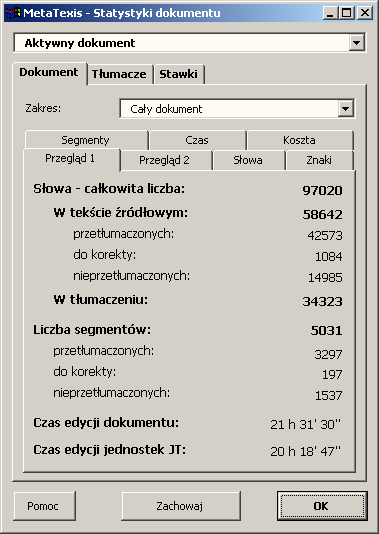 MetaTexis - Statystyki dokumentu
Aktywny dokument
Dokument Tłumacze Stawki
Zakres: Cały dokument
Segmenty Czas Koszta
Przegląd 1 Przegląd 2 Słowa Znaki
Słowa - całkowita liczba: 97020
W tekście źródłowym: 58642
przetłumaczonych: 42573
do korekty: 1084
nieprzetłumaczonych: 14985
W tłumaczeniu: 34323
Liczba segmentów: 5031
przetłumaczonych: 3297
do korekty: 197
nieprzetłumaczonych: 1537
Czas edycji dokumentu: 21 h 31' 30''
Czas edycji jednostek JT: 20 h 18' 47''
Pomoc Zachowaj OK